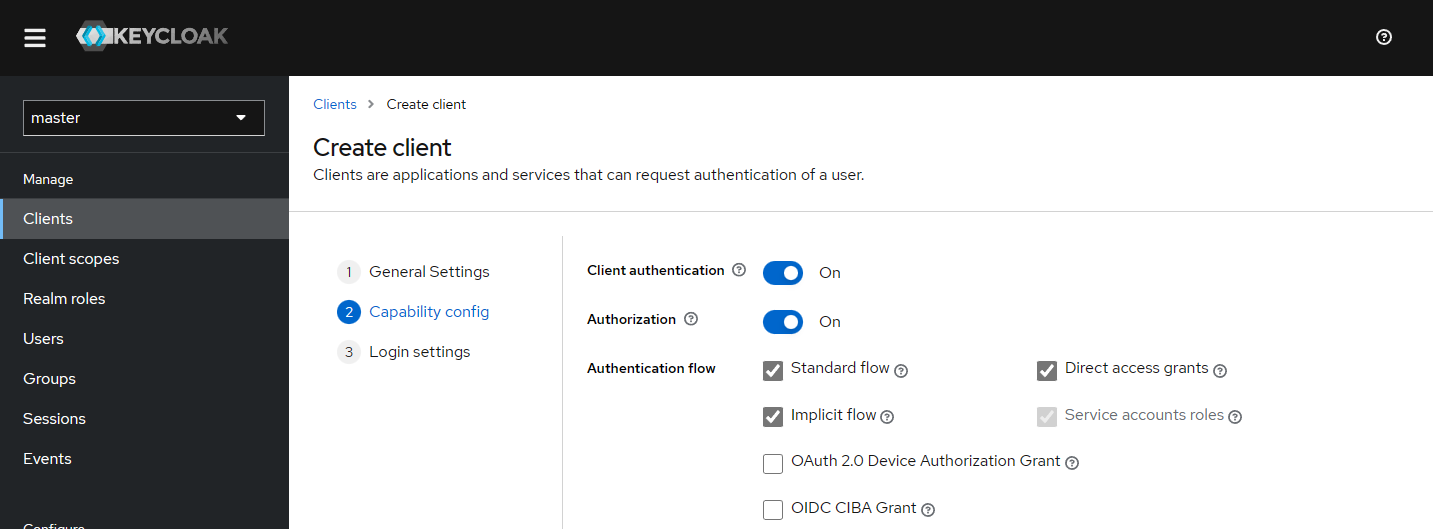 KEYCLOAK
master
Manage
Clients
Client scopes
Realm roles
Users
Groups
Sessions
Events
Configure
Clients > Create client
Create client
Clients are applications and services that can request authentication of a user.
1 General Settings
2 Capability config
3 Login settings
Client authentication ? On
Authorization ? On
Authentication flow
Standard flow ? Direct access grants ?
Implicit flow ? Service accounts roles ?
OAuth 2.0 Device Authorization Grant ?
OIDC CIBA Grant ?